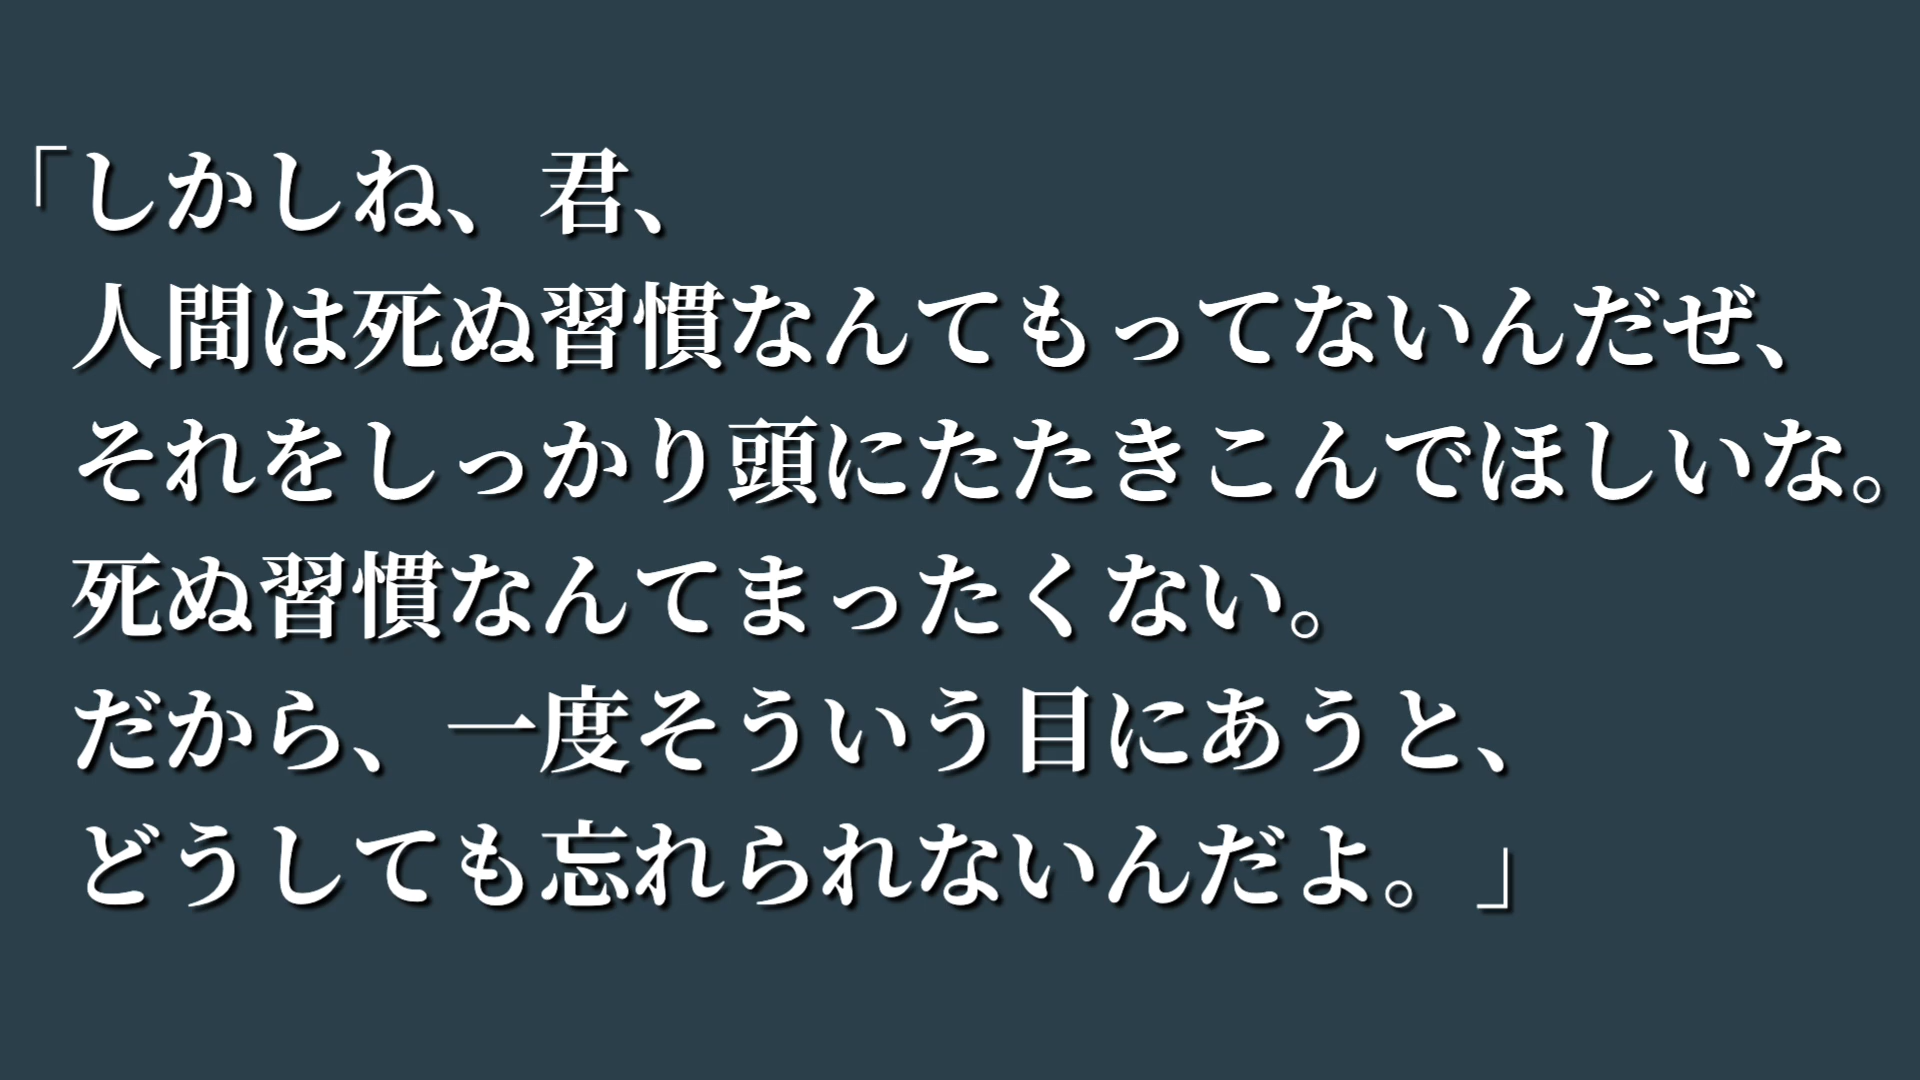 「しかしね、君、
人間は死ぬ習慣なんてもってないんだぜ、
それをしっかり頭にたたきこんでほしいな。
死ぬ習慣なんてまったくない。
だから、一度そういう目にあうと、
どうしても忘れられないんだよ。」